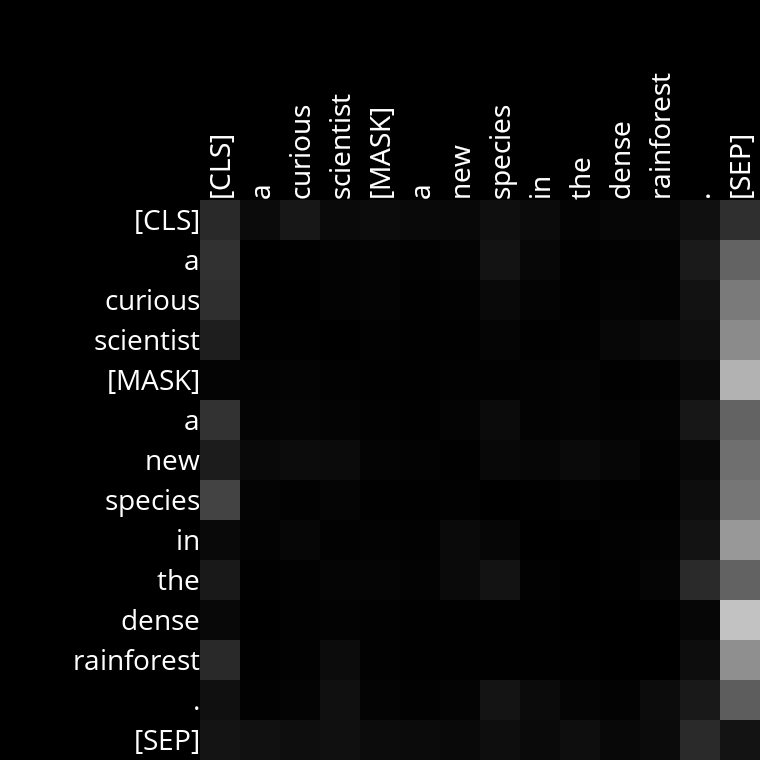 [CLS] a curious scientist [MASK] a new species in the dense rainforest . [SEP]
[CLS]
a
curious
scientist
[MASK]
a
new
species
in
the
dense
rainforest
.
[SEP]